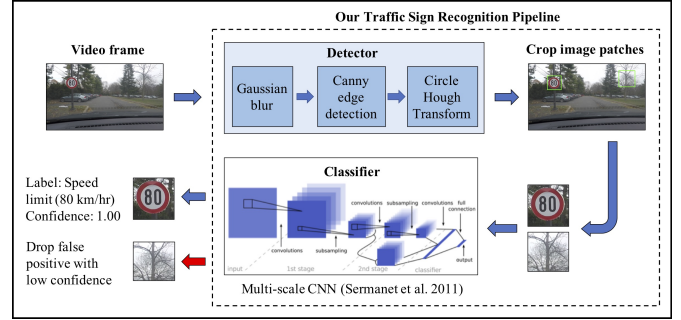 Our Traffic Sign Recognition Pipeline
Video frame
Detector
Crop image patches
Gaussian
blur
Canny
edge
detection
Circle
Hough
Transform
80
Classifier
Label: Speed
limit (80 km/hr)
Confidence: 1.00
80
convolutions
subsampling
convolutions
full
connection
convolutions
subsampling
output
input
1st stage
2nd stage
classifier
80
Drop false
positive with
low confidence
Multi-scale CNN (Sermanet et al. 2011)